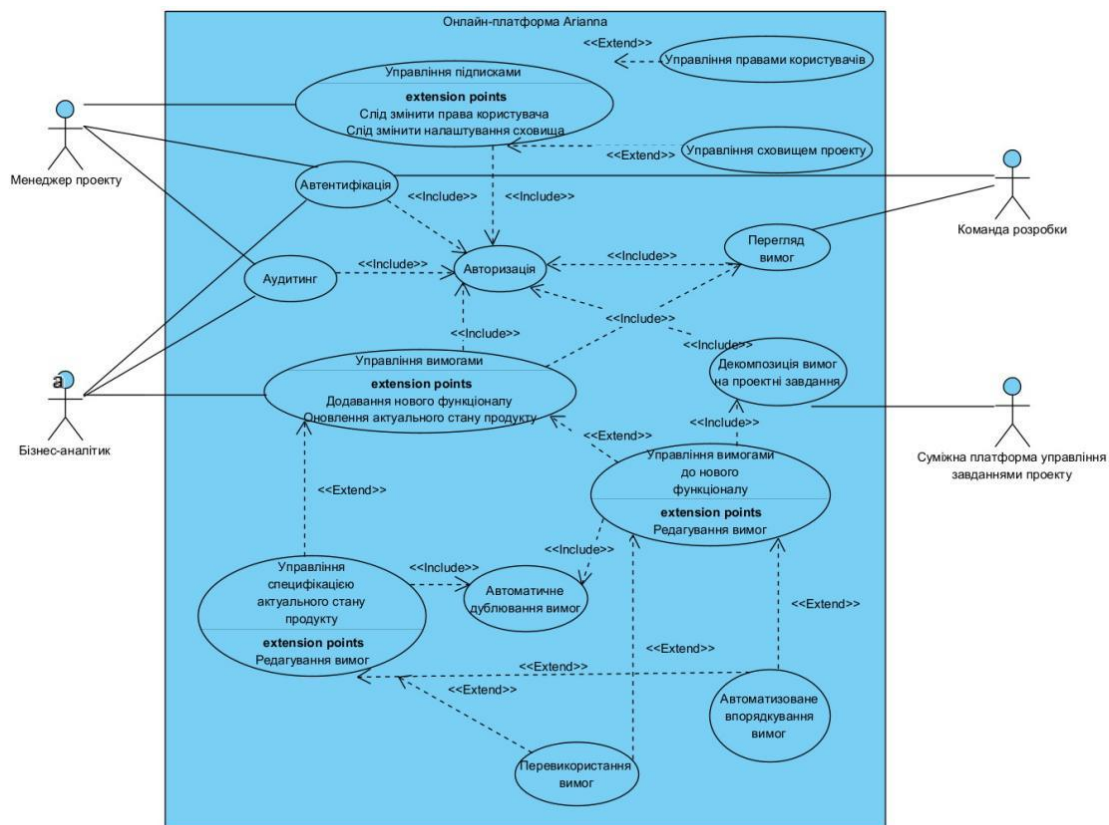 Онлайн-платформа Arianna
<<Extend>>
Управління правами користувачів
Управління підписками
extension points
Слід змінити права користувача
Слід змінити налаштування сховища
<<Extend>>
Управління сховищем проекту
Менеджер проекту
Автентифікація
<<Include>>
<<Include>>
Команда розробки
Перегляд
вимог
Аудитинг
<<Include>>
Авторизація
<<Include>>
<<Include>>
<<Include>>
<<Include>>
Управління вимогами
extension points
Додавання нового функціоналу
Оновлення актуального стану продукту
Декомпозиція вимог
на проектні завдання
a
Бізнес-аналітик
<<Extend>>
<<Include>>
Суміжна платформа управління
завданнями проекту
Управління вимогами
до нового
функціоналу
extension points
Редагування вимог
<<Extend>>
<<Include>>
<<Include>>
Управління
специфікацією
актуального стану
продукту
extension points
Редагування вимог
Автоматичне
дублювання вимог
<<Extend>>
<<Extend>>
<<Extend>>
<<Extend>>
Автоматизоване
впорядкування
вимог
Перевикористання
вимог